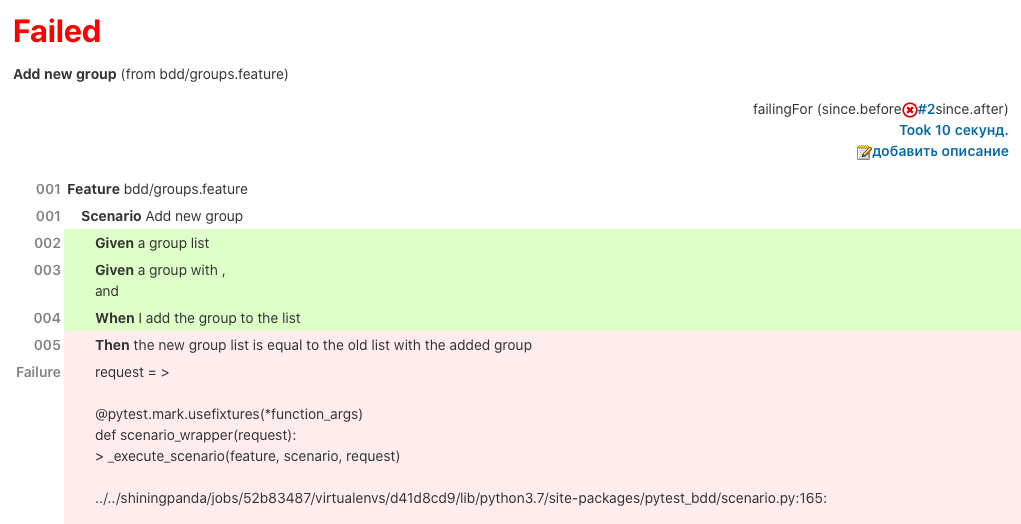 Failed
Add new group (from bdd/groups.feature)
failingFor (since.before#2since.after)
Took 10 секунд.
добавить описание
001 Feature bdd/groups.feature
001 Scenario Add new group
002 Given a group list
003 Given a group with ,
and
004 When I add the group to the list
005 Then the new group list is equal to the old list with the added group
Failure request = >
@pytest.mark.usefixtures(*function_args)
def scenario_wrapper(request):
> _execute_scenario(feature, scenario, request)
../../shiningpanda/jobs/52b83487/virtualenvs/d41d8cd9/lib/python3.7/site-packages/pytest_bdd/scenario.py:165: